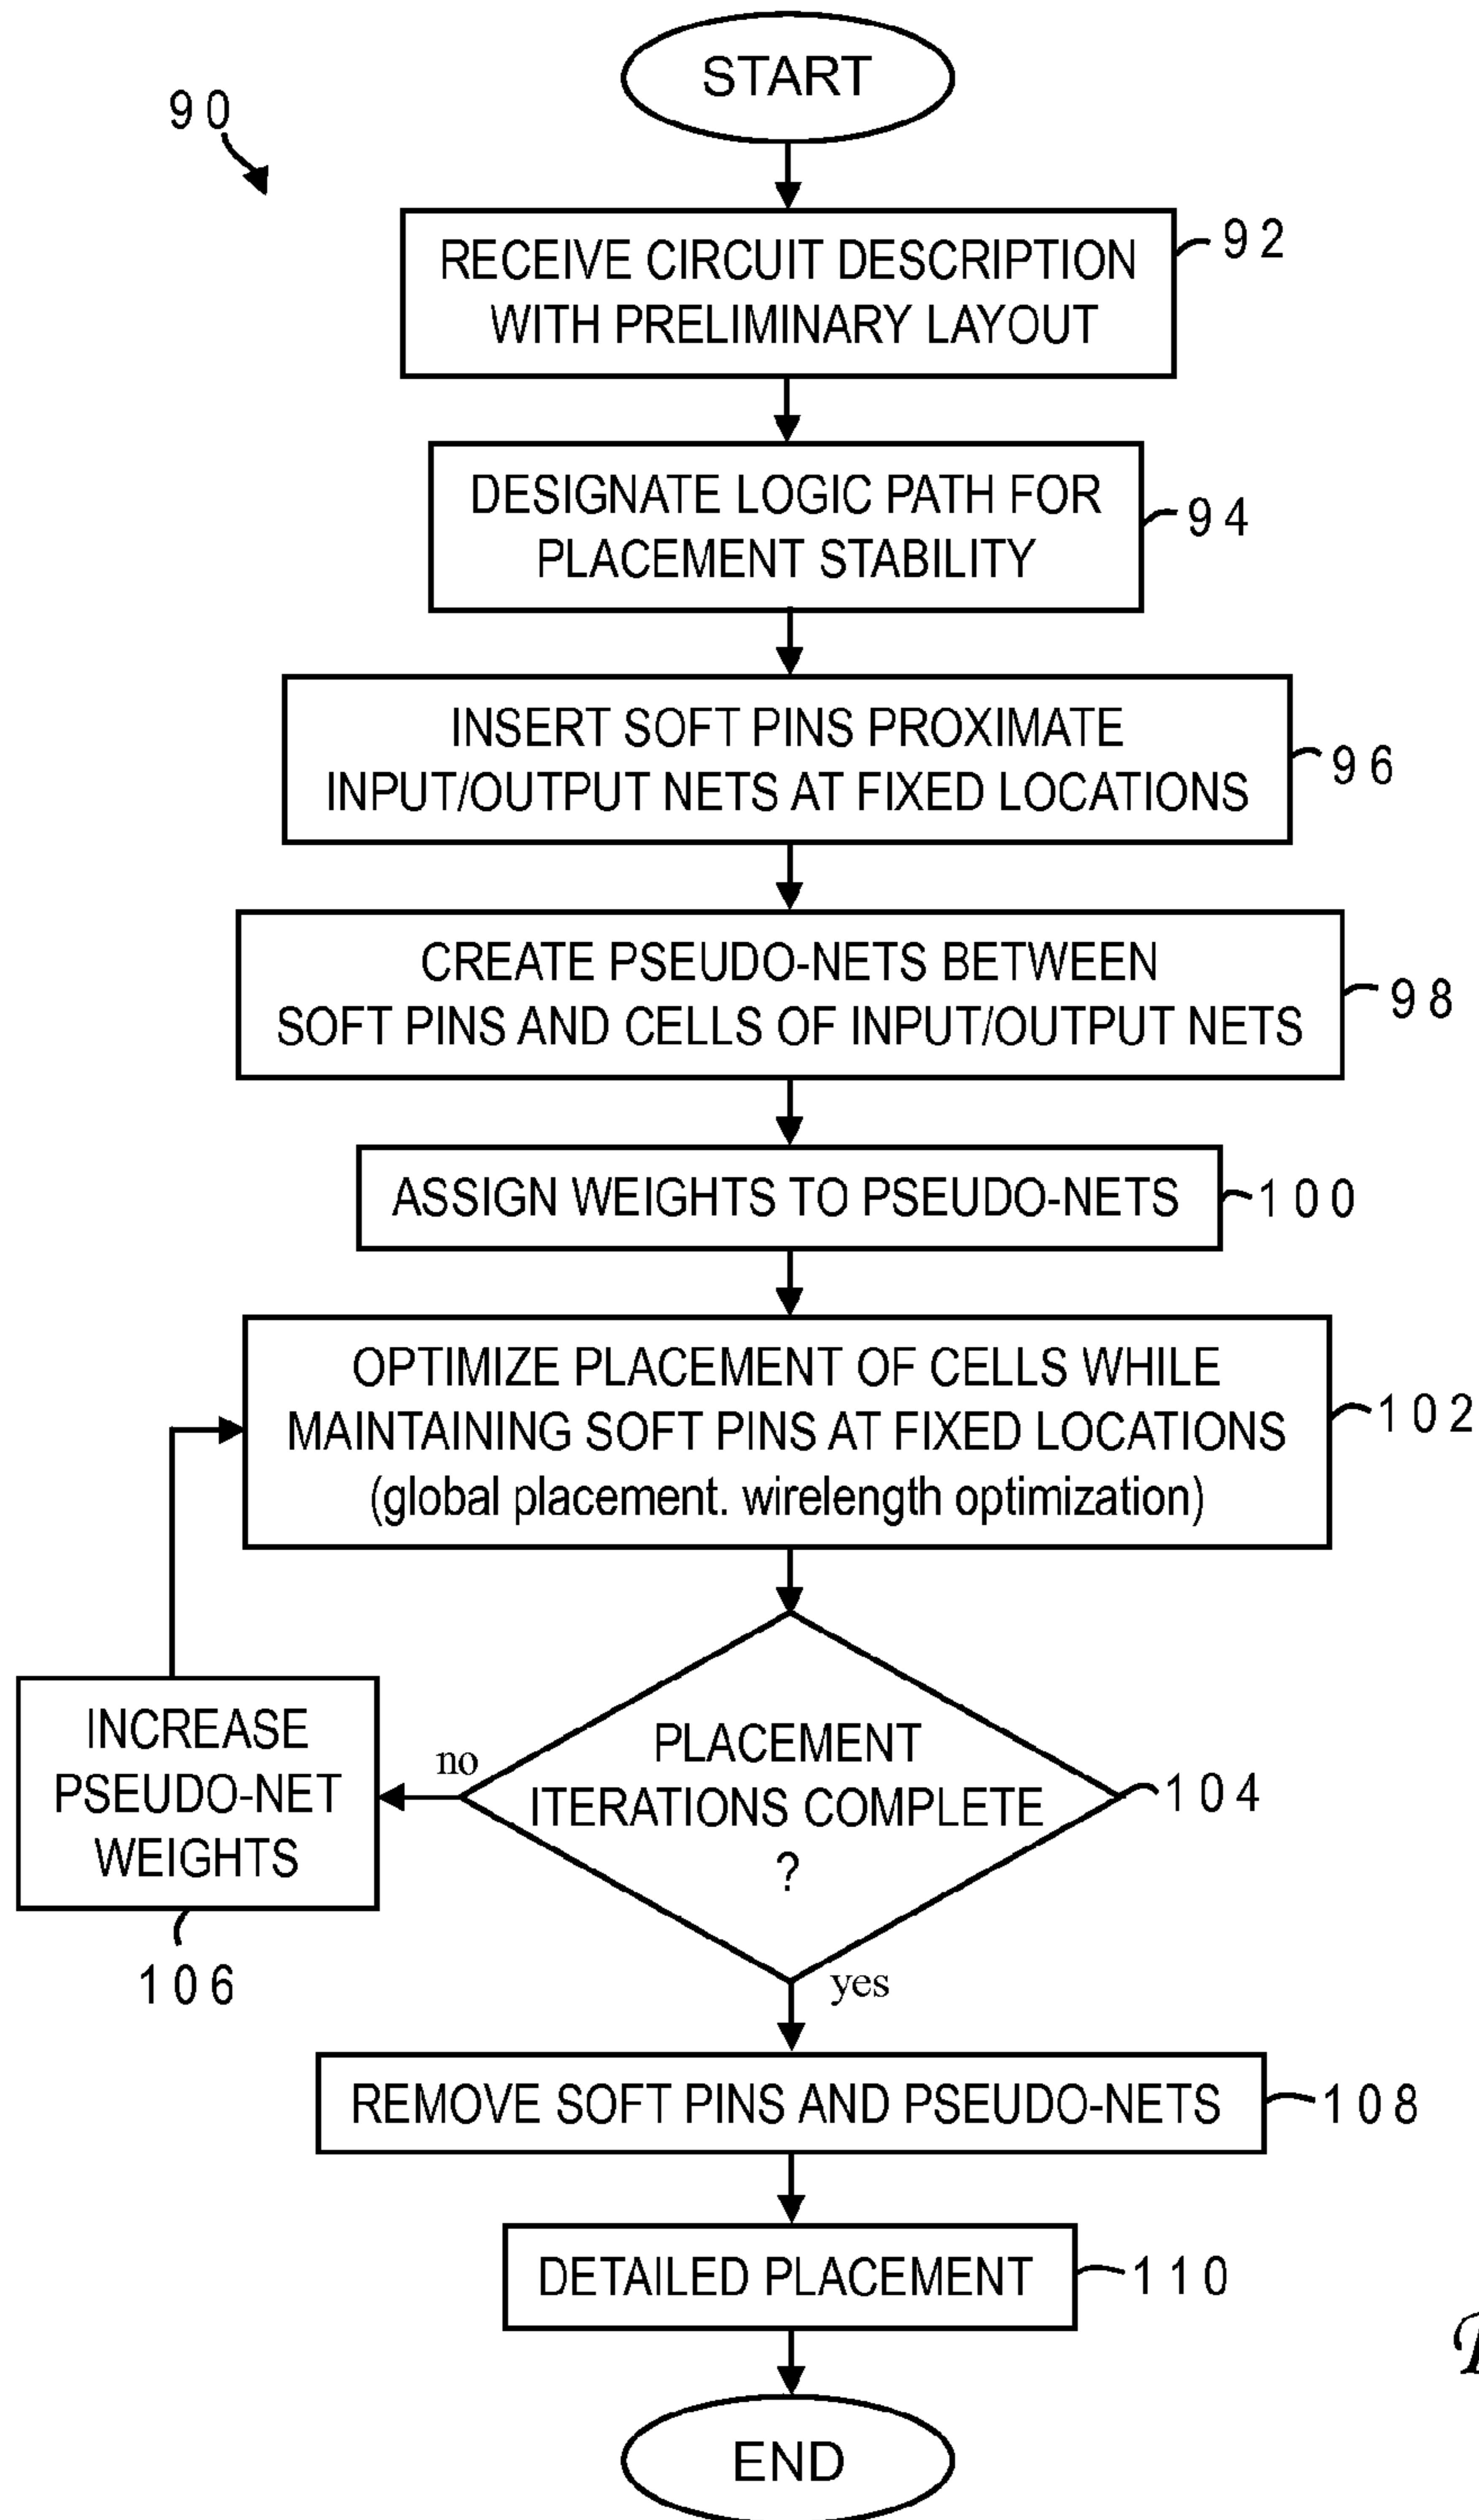 START
90
RECEIVE CIRCUIT DESCRIPTION
WITH PRELIMINARY LAYOUT
92
DESIGNATE LOGIC PATH FOR
PLACEMENT STABILITY
94
INSERT SOFT PINS PROXIMATE
INPUT/OUTPUT NETS AT FIXED LOCATIONS
96
CREATE PSEUDO-NETS BETWEEN
SOFT PINS AND CELLS OF INPUT/OUTPUT NETS
98
ASSIGN WEIGHTS TO PSEUDO-NETS
100
OPTIMIZE PLACEMENT OF CELLS WHILE
MAINTAINING SOFT PINS AT FIXED LOCATIONS
(global placement. wirelength optimization)
102
PLACEMENT
ITERATIONS COMPLETE
?
104
no
INCREASE
PSEUDO-NET
WEIGHTS
106
yes
REMOVE SOFT PINS AND PSEUDO-NETS
108
DETAILED PLACEMENT
110
END